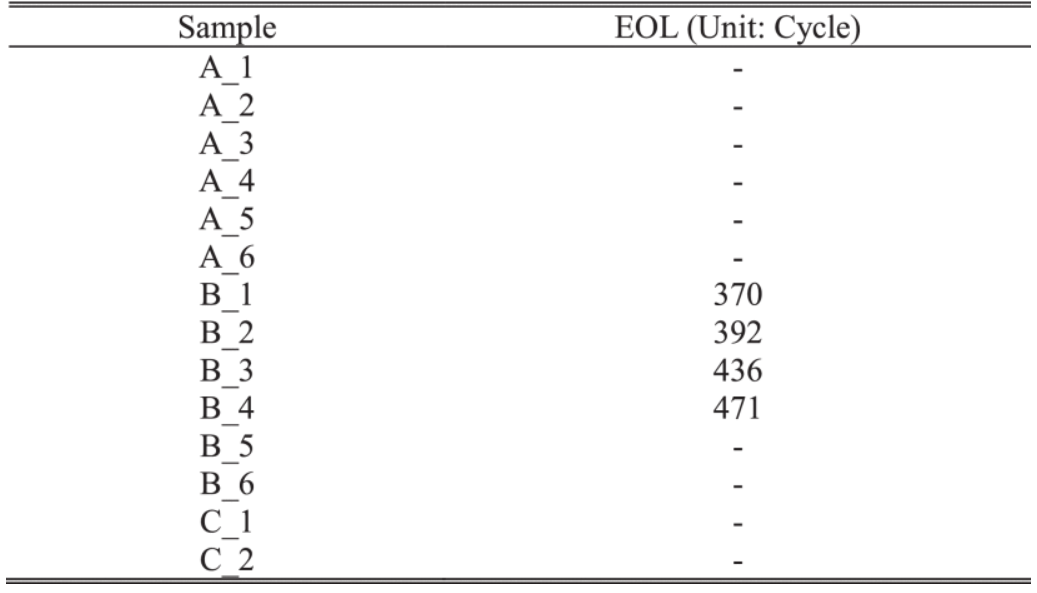 Sample EOL (Unit: Cycle)
A_1 -
A_2 -
A_3 -
A_4 -
A_5 -
A_6 -
B_1 370
B_2 392
B_3 436
B_4 471
B_5 -
B_6 -
C_1 -
C_2 -